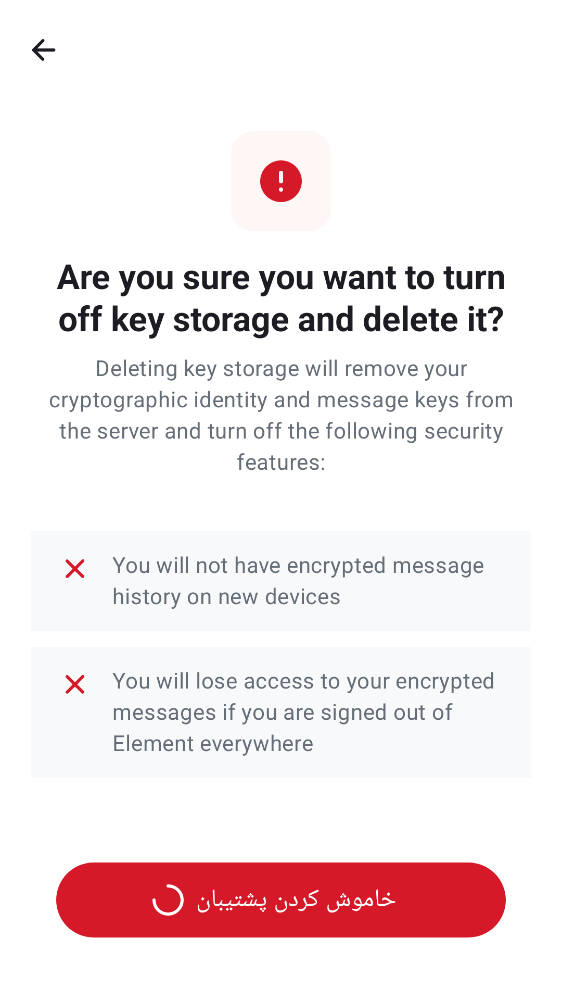 Are you sure you want to turn
off key storage and delete it?
Deleting key storage will remove your
cryptographic identity and message keys from
the server and turn off the following security
features:
You will not have encrypted message
history on new devices
You will lose access to your encrypted
messages if you are signed out of
Element everywhere
خاموش کردن پشتیبان